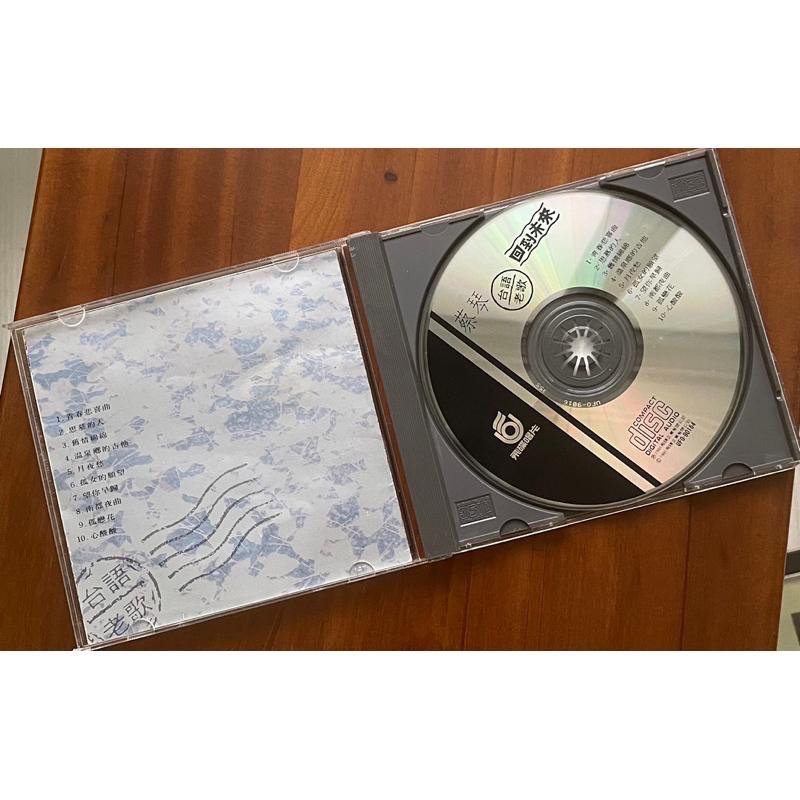 1. 青春悲喜曲
2. 思慕的人
3. 舊情綿綿
4. 温泉鄉的吉他
5. 月夜愁
6. 孤女的願望
7. 望你早歸
8. 南都夜曲
9. 孤戀花
10. 心酸酸
台語
老歌
回到未來
蔡琴
台語
老歌
1. 青春悲喜曲
2. 思慕的人
3. 舊情綿綿
4. 温泉鄉的吉他
5. 月夜愁
6. 孤女的願望
7. 望你早歸
8. 南都夜曲
9. 孤戀花
10. 心酸酸
UFO-9016
飛碟唱片
COMPACT
disc
DIGITAL AUDIO
UFO-90164